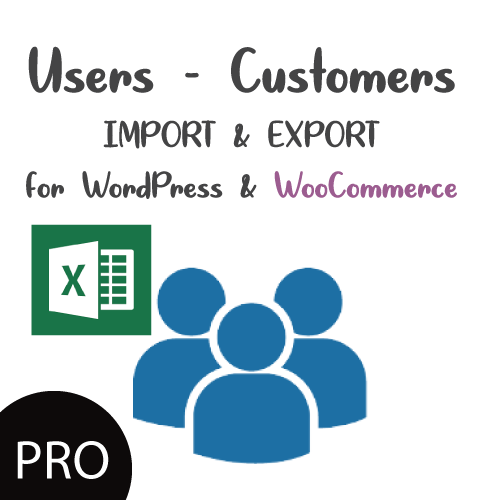 Users - Customers
IMPORT & EXPORT
for WordPress & WooCommerce
X
PRO